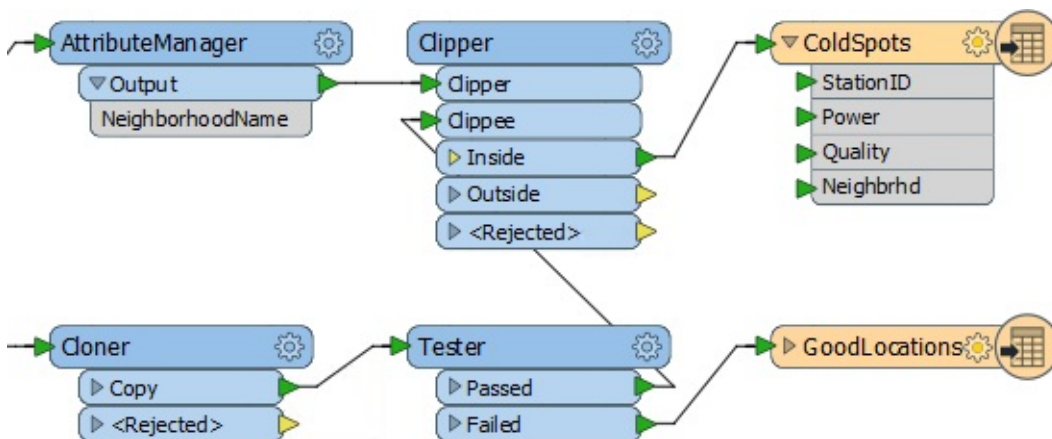 AttributeManager
Output
NeighborhoodName
Clipper
Clipper
Clippee
Inside
Outside
<Rejected>
ColdSpots
StationID
Power
Quality
Neighbrhd
Cloner
Copy
<Rejected>
Tester
Passed
Failed
GoodLocations